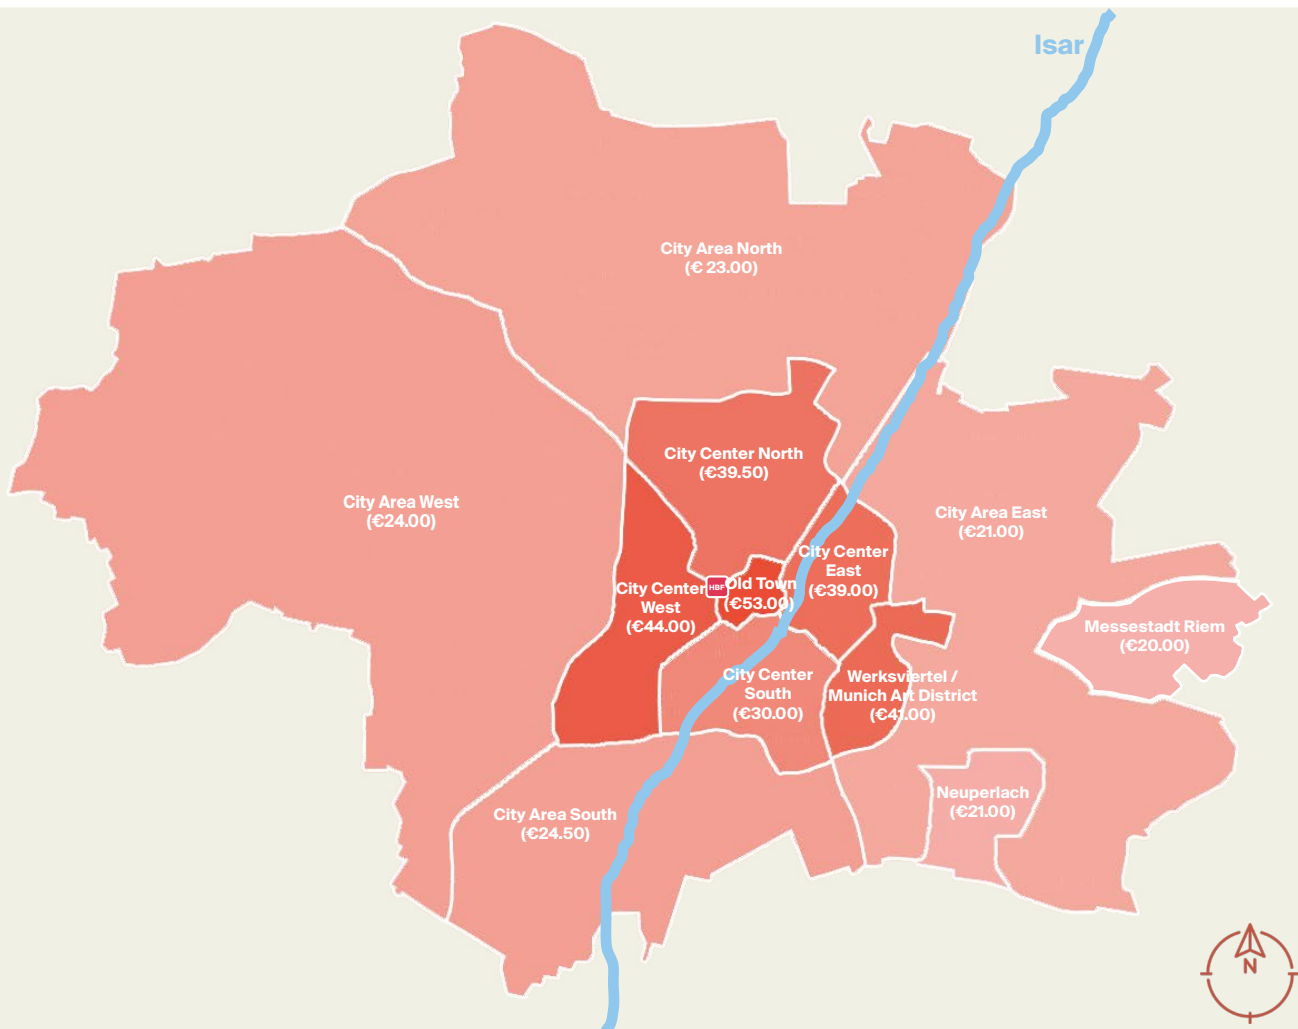 Isar
City Area North
(€ 23.00)
City Center North
(€39.50)
City Area West
(€24.00)
City Area East
(€21.00)
City Center
East
(€39.00)
HBF
Old Town
(€53.00)
City Center
West
(€44.00)
Messestadt Riem
(€20.00)
City Center
South
(€30.00)
Werksviertel /
Munich Art District
(€41.00)
Neuperlach
(€21.00)
City Area South
(€24.50)
N